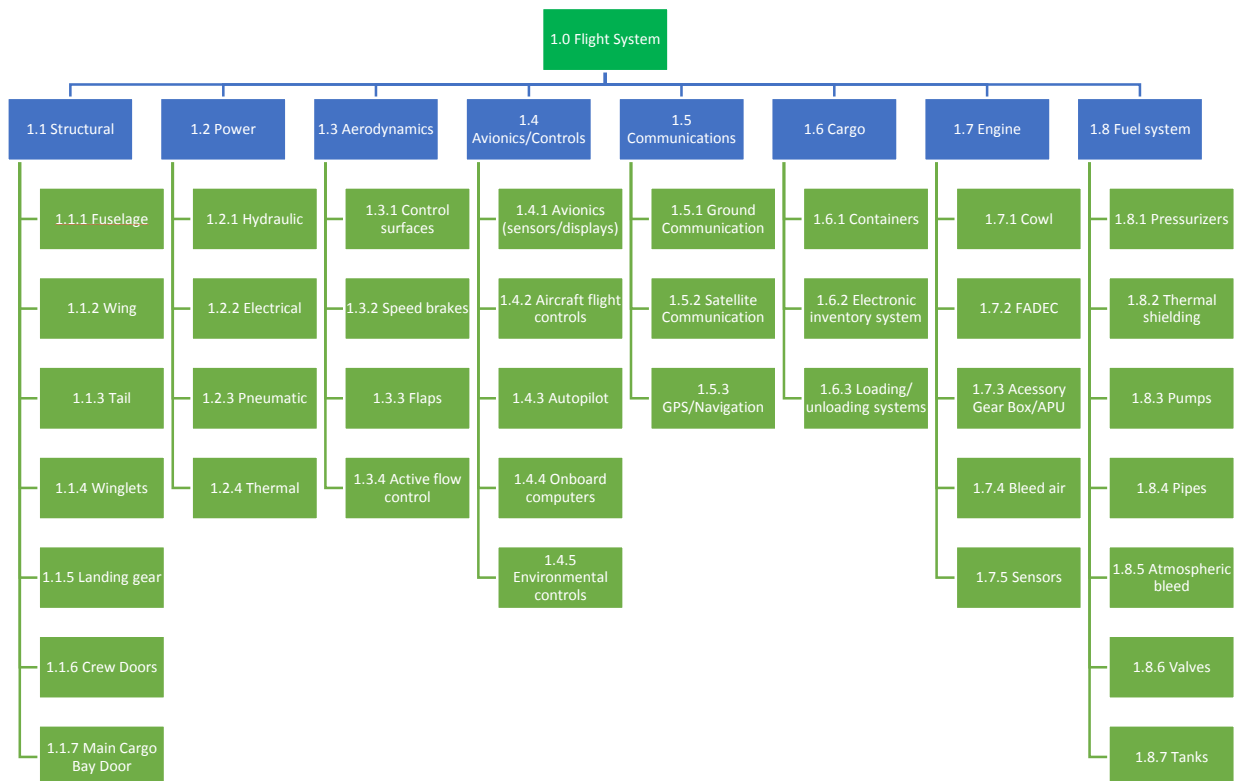 1.0 Flight System
1.1 Structural
1.2 Power
1.3 Aerodynamics
1.4
Avionics/Controls
1.5
Communications
1.6 Cargo
1.7 Engine
1.8 Fuel system
1.1.1 Fuselage
1.2.1 Hydraulic
1.3.1 Control
surfaces
1.4.1 Avionics
(sensors/displays)
1.5.1 Ground
Communication
1.6.1 Containers
1.7.1 Cowl
1.8.1 Pressurizers
1.1.2 Wing
1.2.2 Electrical
1.3.2 Speed brakes
1.4.2 Aircraft flight
controls
1.5.2 Satellite
Communication
1.6.2 Electronic
inventory system
1.7.2 FADEC
1.8.2 Thermal
shielding
1.1.3 Tail
1.2.3 Pneumatic
1.3.3 Flaps
1.4.3 Autopilot
1.5.3
GPS/Navigation
1.6.3 Loading/
unloading systems
1.7.3 Acessory
Gear Box/APU
1.8.3 Pumps
1.1.4 Winglets
1.2.4 Thermal
1.3.4 Active flow
control
1.4.4 Onboard
computers
1.7.4 Bleed air
1.8.4 Pipes
1.1.5 Landing gear
1.4.5
Environmental
controls
1.7.5 Sensors
1.8.5 Atmospheric
bleed
1.1.6 Crew Doors
1.8.6 Valves
1.1.7 Main Cargo
Bay Door
1.8.7 Tanks